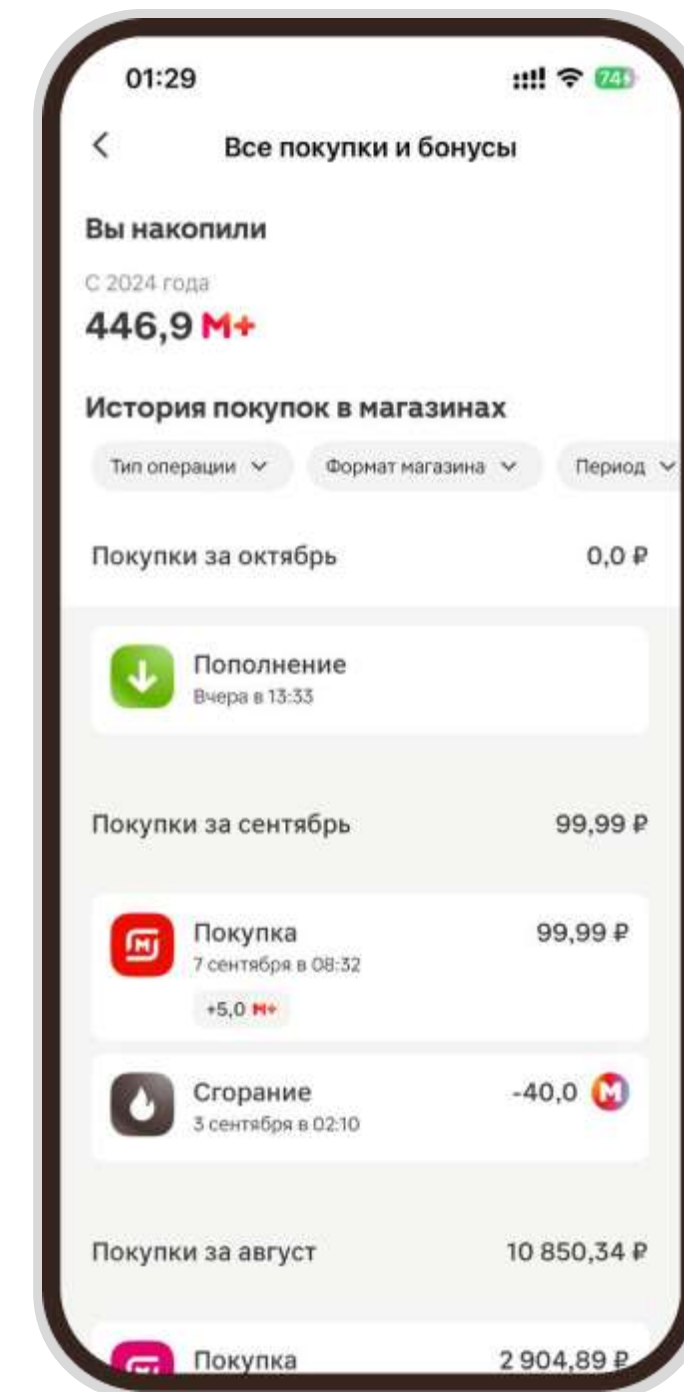 01:29
74
Все покупки и бонусы
Вы накопили
С 2024 года
446,9 М+
История покупок в магазинах
Тип операции Формат магазина Период
Покупки за октябрь 0,0 ₽
Пополнение
Вчера в 13:33
Покупки за сентябрь 99,99 ₽
Покупка 99,99 ₽
7 сентября в 08:32
+5,0 М+
Сгорание -40,0 М
3 сентября в 02:10
Покупки за август 10 850,34 ₽
Покупка 2 904,89 ₽